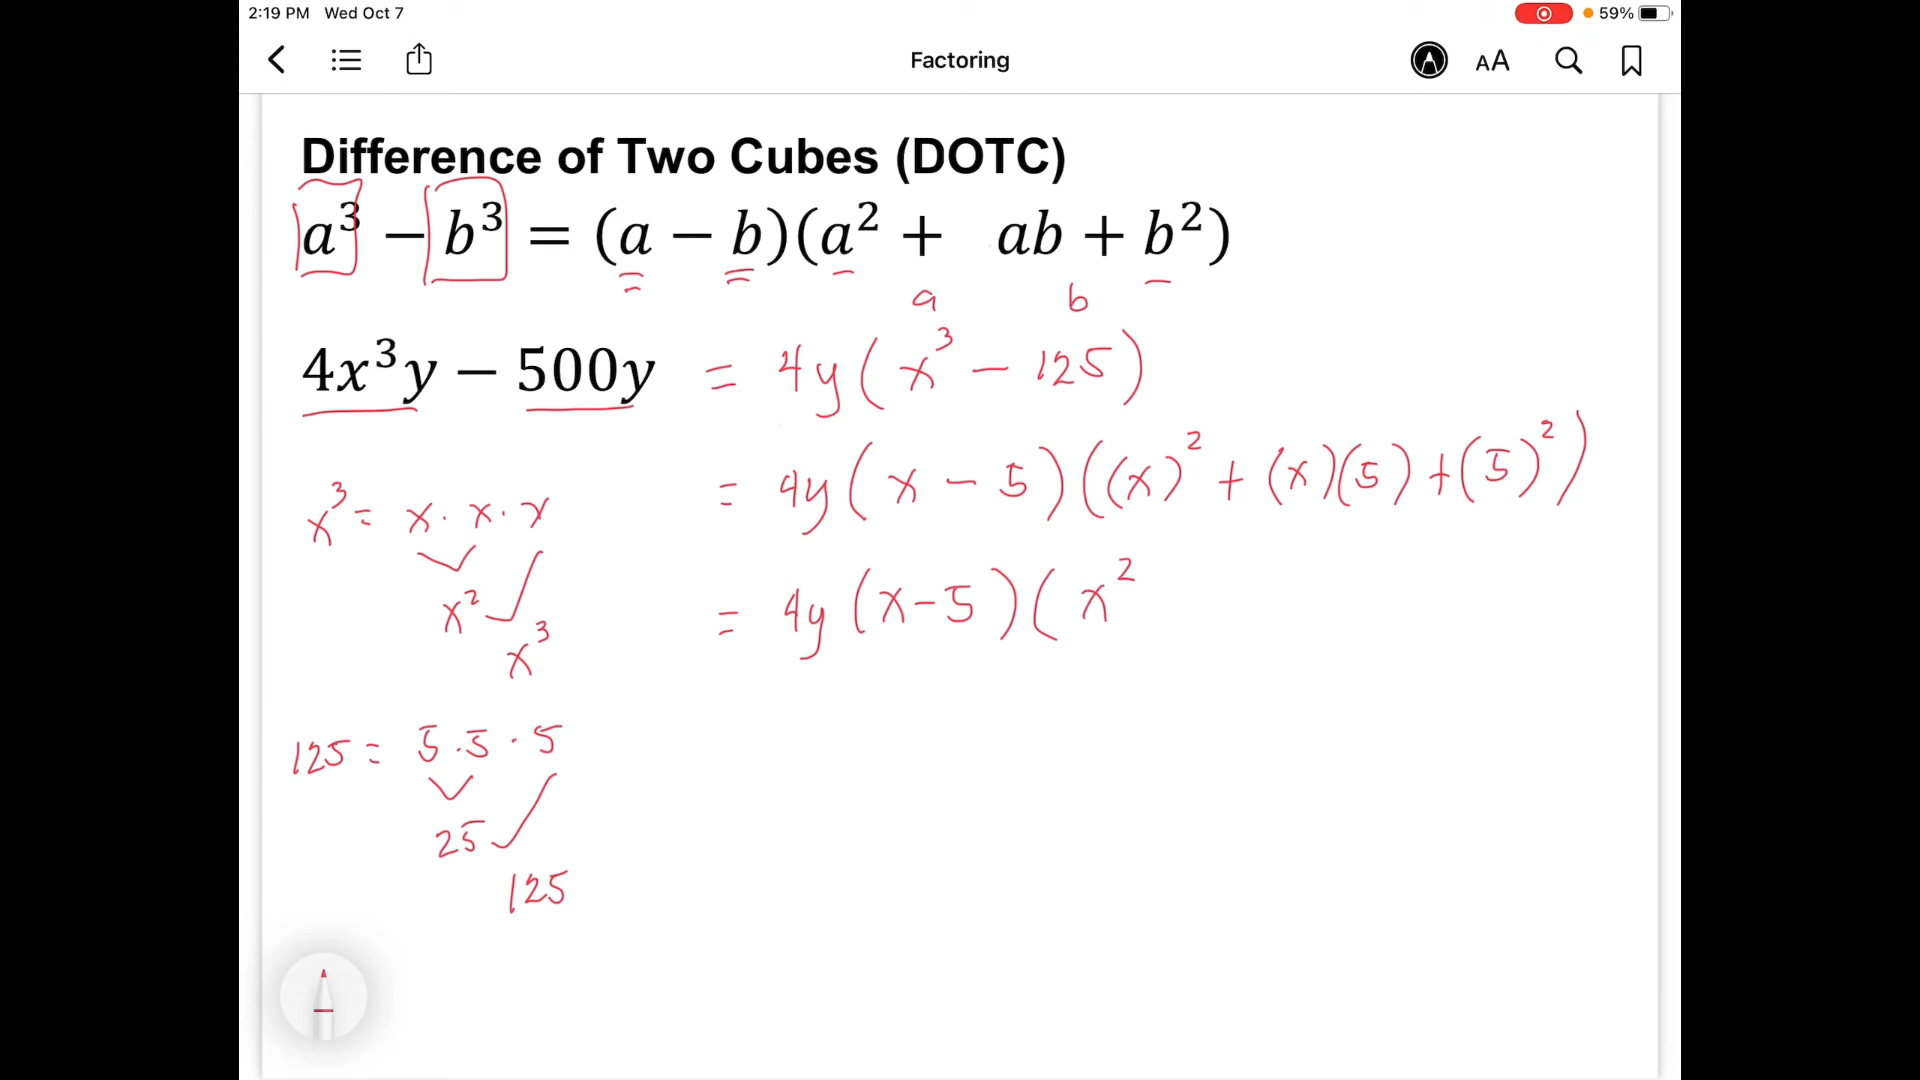 2:19 PM Wed Oct 7
59%
Factoring
AA
Difference of Two Cubes (DOTC)
a³ − b³ = (a − b)(a² + ab + b²)
a b
4x³y − 500y = 4y(x³ − 125)
= 4y(x − 5)((x)² + (x)(5) + (5)²)
= 4y(x-5)(x²
x³ = x · x · x
x²
x³
125 = 5 · 5 · 5
25
125